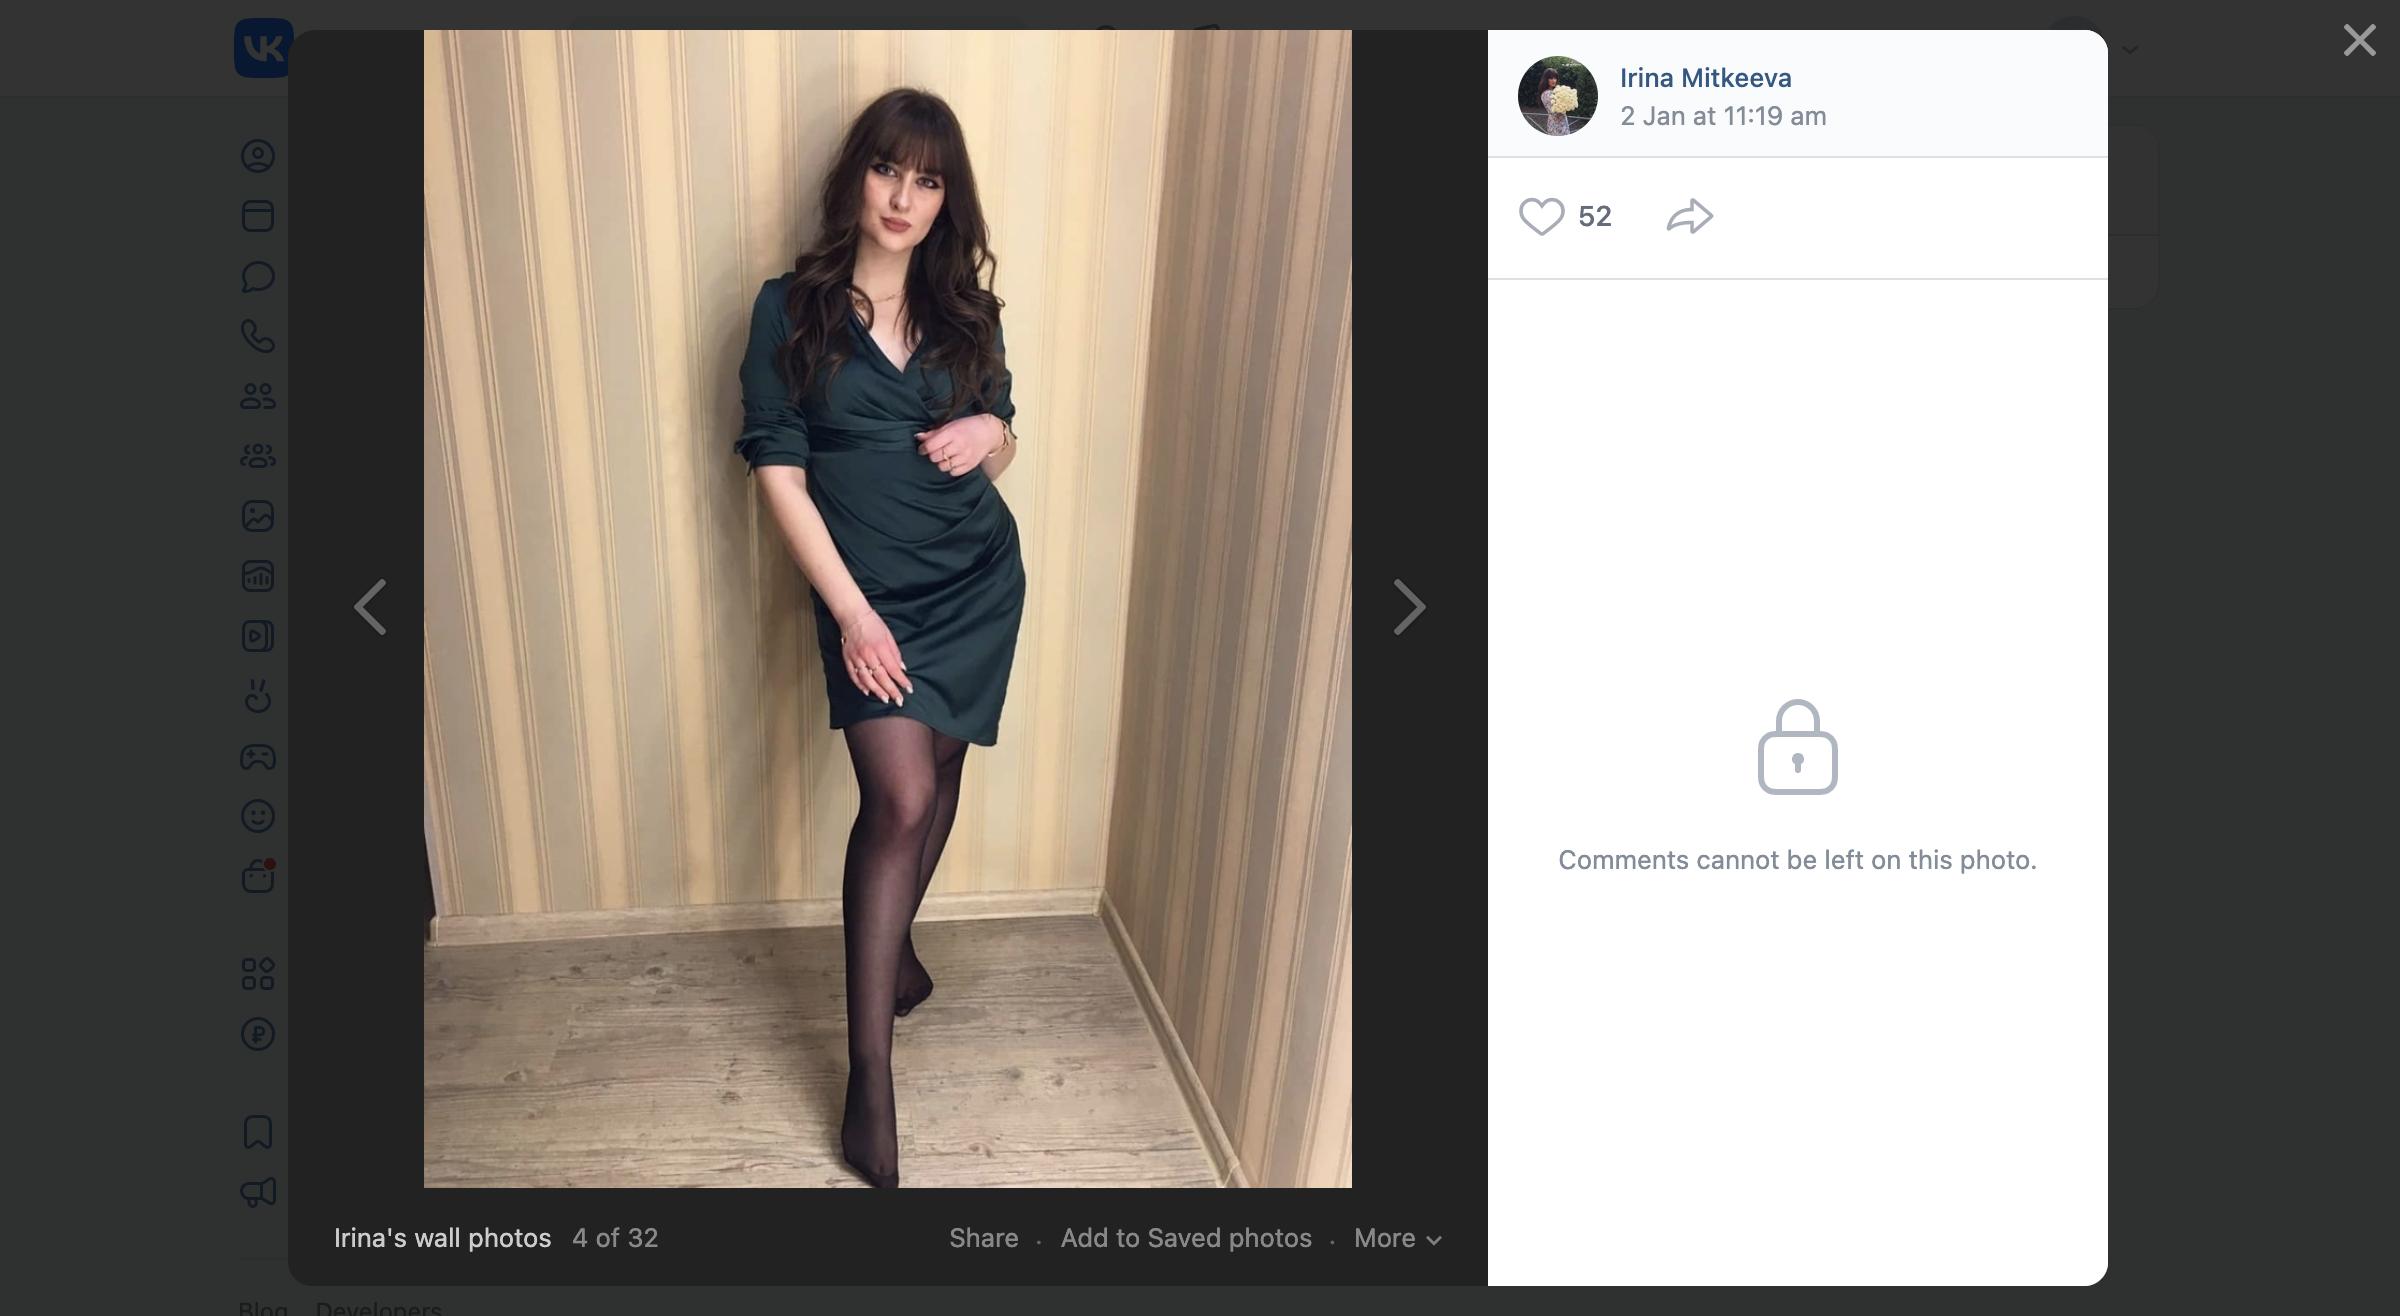 VK
Irina Mitkeeva
2 Jan at 11:19 am
52
Comments cannot be left on this photo.
Irina's wall photos 4 of 32 Share . Add to Saved photos . More
Blog Developers